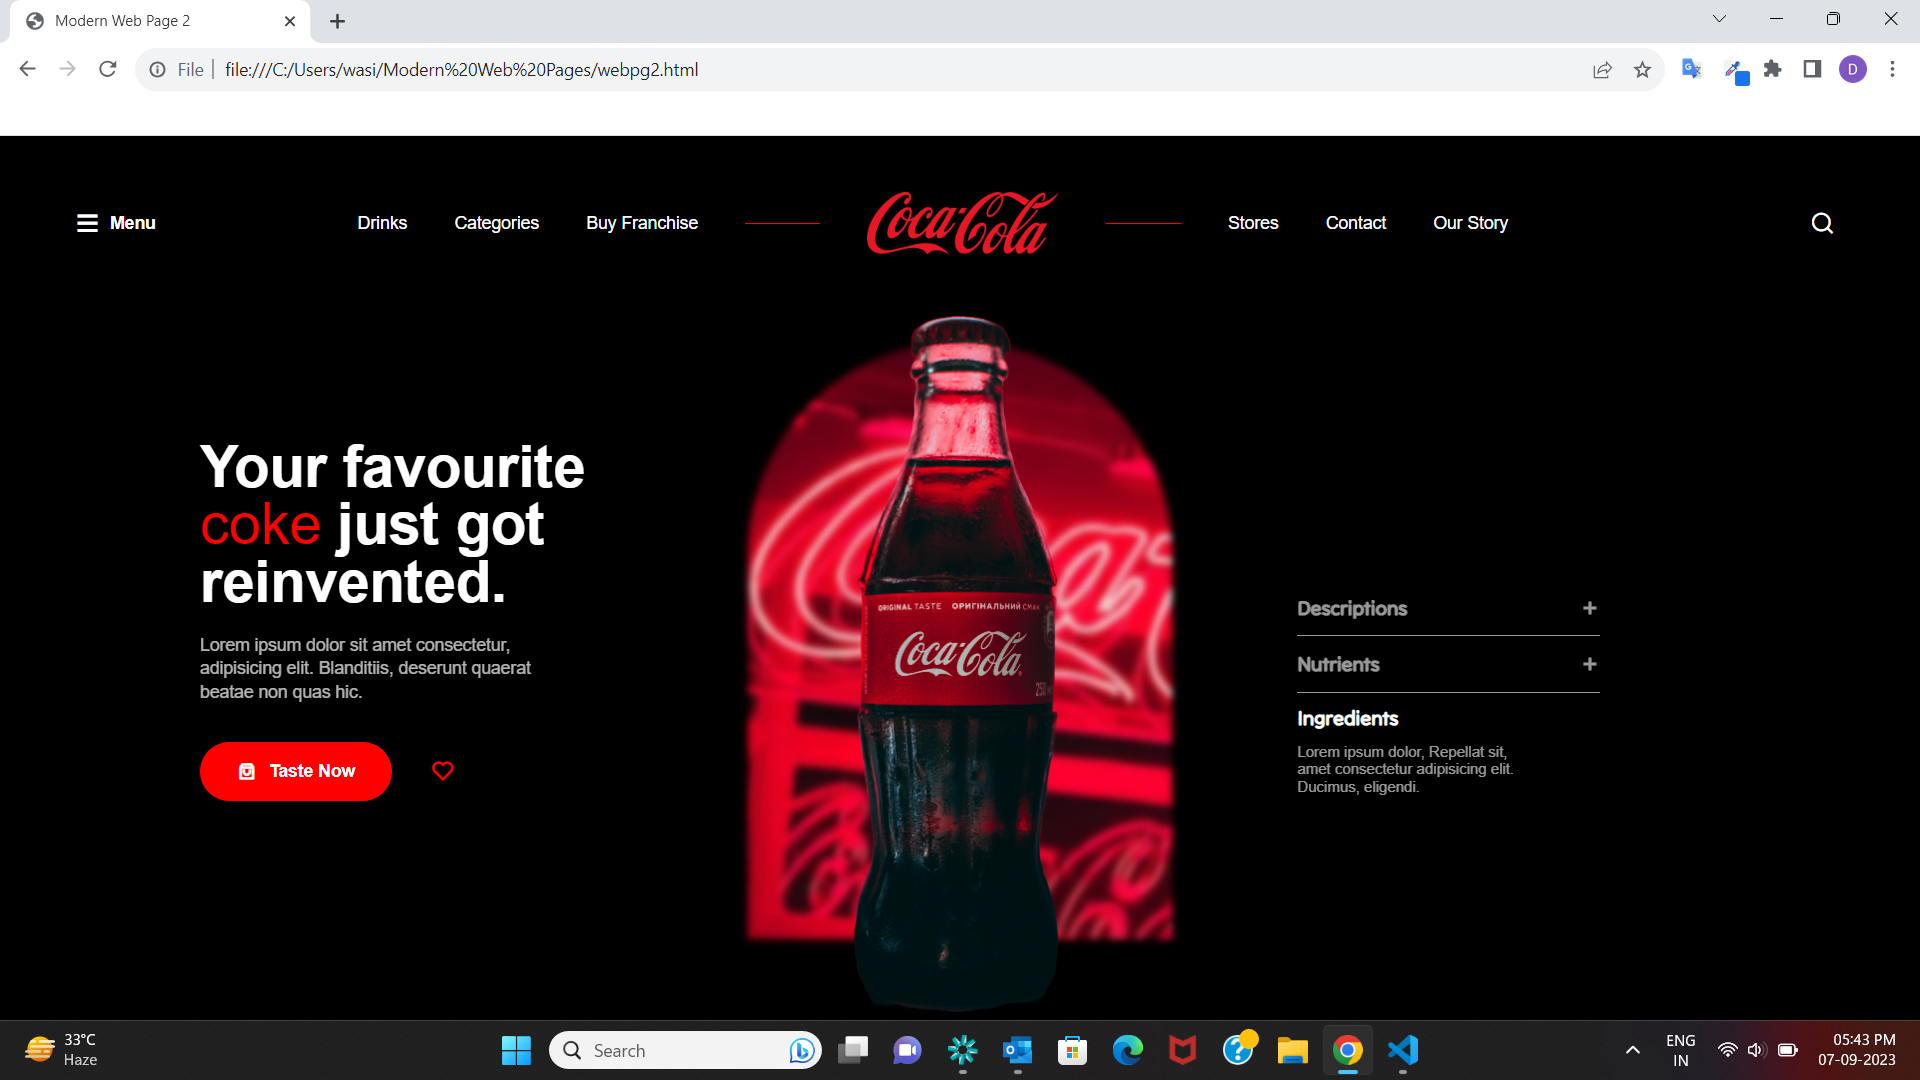 Modern Web Page 2
File
file:///C:/Users/wasi/Modern%20Web%20Pages/webpg2.html
D
Menu
Drinks
Categories
Buy Franchise
Coca-Cola
Stores
Contact
Our Story
Your favourite
coke just got
reinvented.
Lorem ipsum dolor sit amet consectetur,
adipisicing elit. Blanditiis, deserunt quaerat
beatae non quas hic.
Taste Now
ORIGINAL TASTE ОРИГІНАЛЬНИЙ СМАК
Coca-Cola
250
Descriptions
Nutrients
Ingredients
Lorem ipsum dolor, Repellat sit,
amet consectetur adipisicing elit.
Ducimus, eligendi.
33°C
Haze
Search
ENG
IN
05:43 PM
07-09-2023